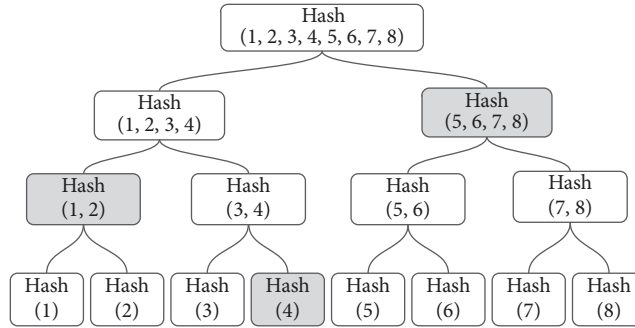 Hash
(1, 2, 3, 4, 5, 6, 7, 8)
Hash
(1, 2, 3, 4)
Hash
(5, 6, 7, 8)
Hash
(1, 2)
Hash
(3, 4)
Hash
(5, 6)
Hash
(7, 8)
Hash
(1)
Hash
(2)
Hash
(3)
Hash
(4)
Hash
(5)
Hash
(6)
Hash
(7)
Hash
(8)